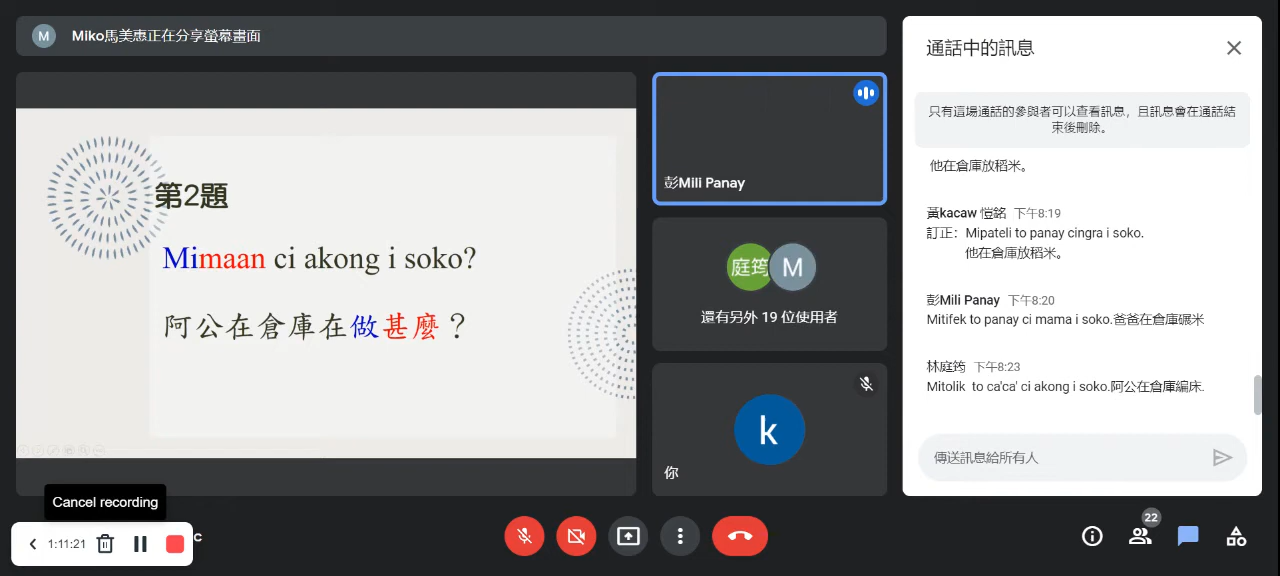 M
Miko馬美惠正在分享螢幕畫面
第2題
Mimaan ci akong i soko?
阿公在倉庫在做甚麼？
彭Mili Panay
庭筠 M
還有另外 19 位使用者
k
你
通話中的訊息
只有這場通話的參與者可以查看訊息，且訊息會在通話結
束後刪除。
他在倉庫放稻米。
黃kacaw 愷銘 下午8:19
訂正：Mipateli to panay cingra i soko.
他在倉庫放稻米。
彭Mili Panay 下午8:20
Mitifek to panay ci mama i soko.爸爸在倉庫碾米
林庭筠 下午8:23
Mitolik to ca'ca' ci akong i soko.阿公在倉庫編床.
傳送訊息給所有人
Cancel recording
1:11:21
c
22